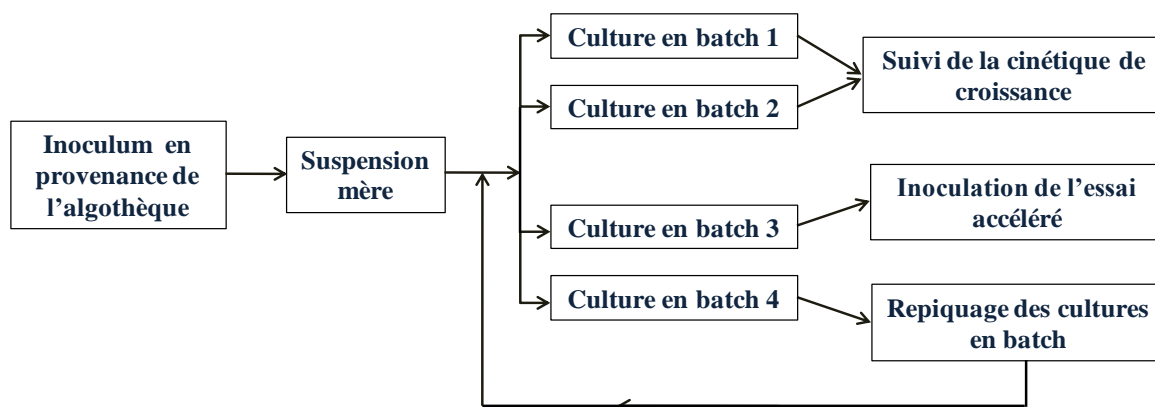 Inoculum en
provenance de
l'algothèque
Suspension
mère
Culture en batch 1
Culture en batch 2
Culture en batch 3
Culture en batch 4
Suivi de la cinétique de
croissance
Inoculation de l'essai
accéléré
Repiquage des cultures
en batch